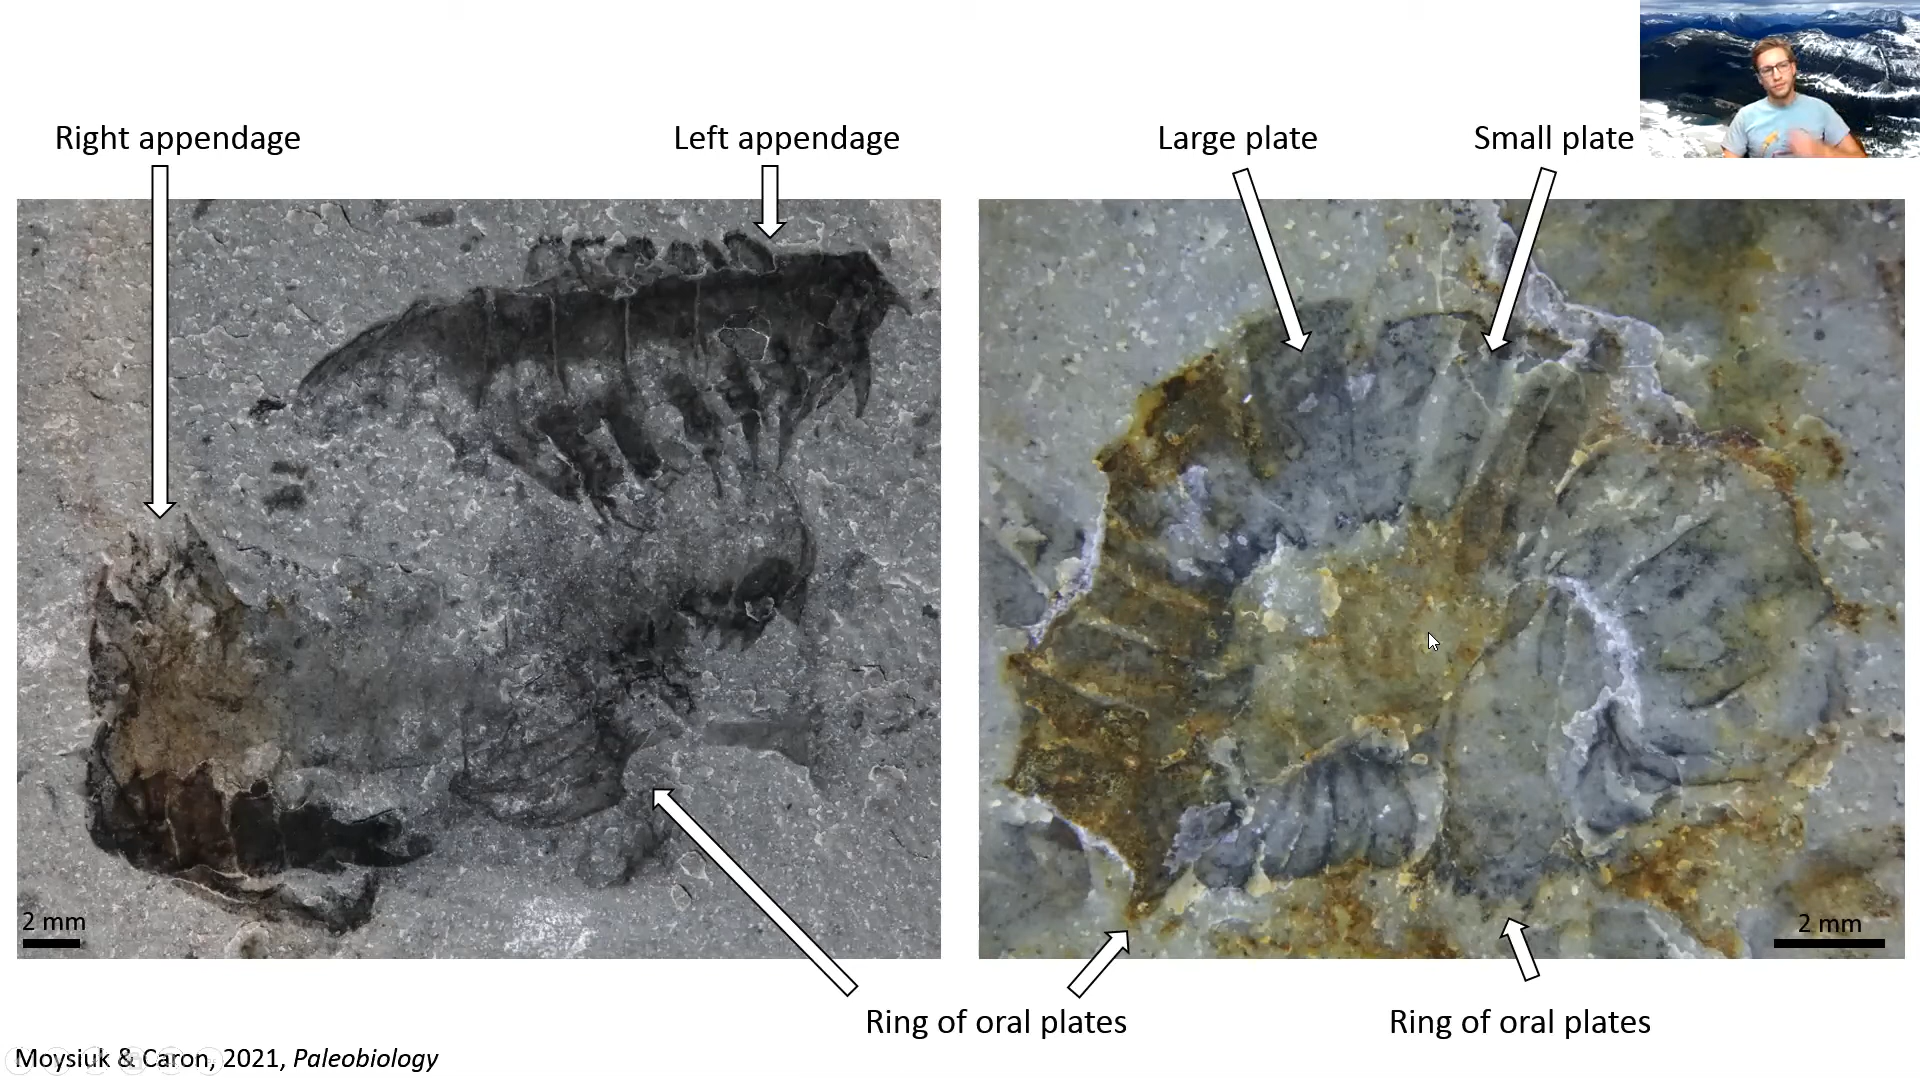 Right appendage
Left appendage
Large plate
Small plate
2 mm
2 mm
Ring of oral plates
Ring of oral plates
Moysiuk & Caron, 2021, Paleobiology